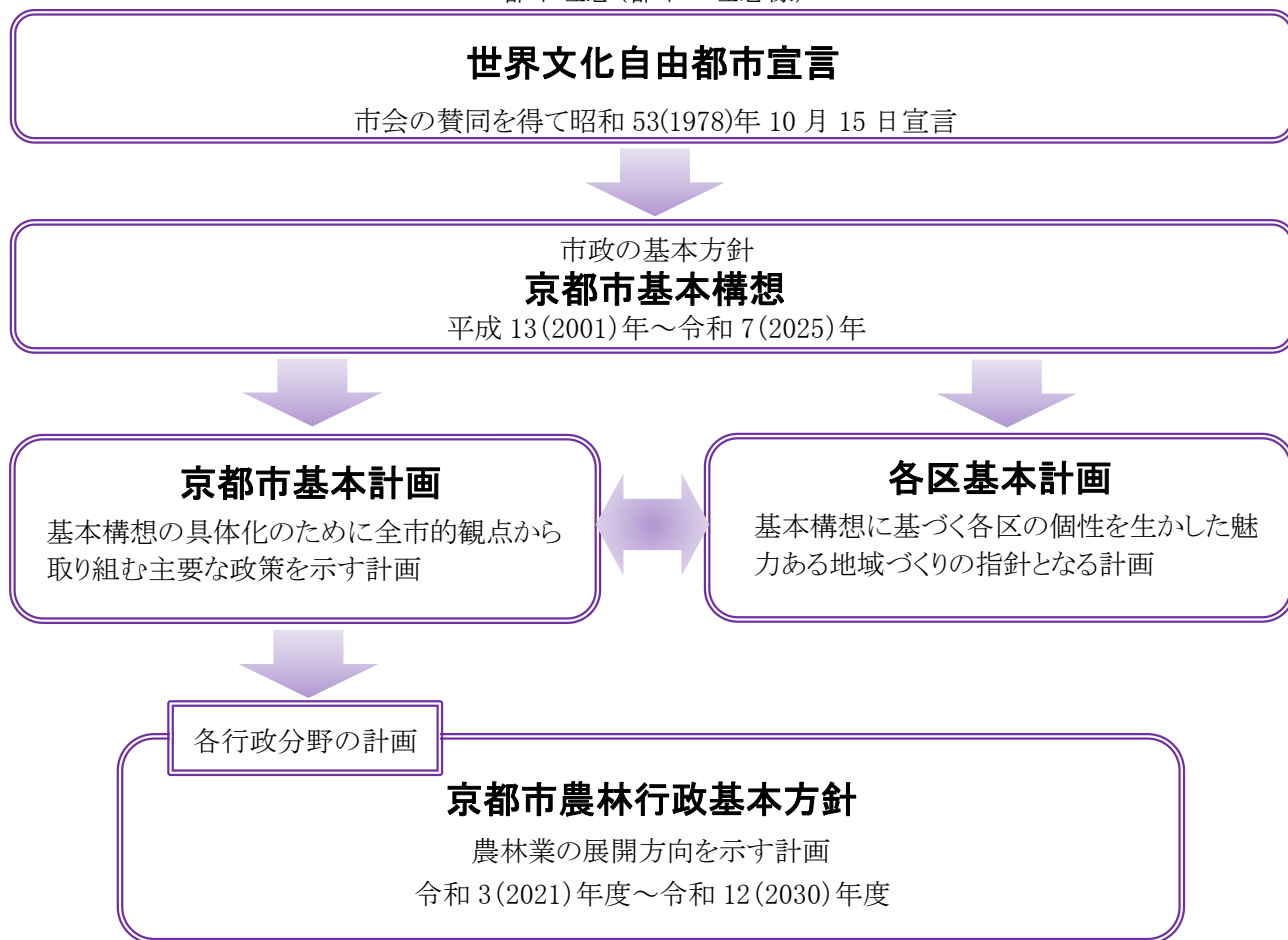 世界文化自由都市宣言
市会の賛同を得て昭和 53(1978)年 10 月 15 日宣言
市政の基本方針
京都市基本構想
平成 13(2001)年～令和 7(2025)年
京都市基本計画
基本構想の具体化のために全市的観点から
取り組む主要な政策を示す計画
各区基本計画
基本構想に基づく各区の個性を生かした魅
力ある地域づくりの指針となる計画
各行政分野の計画
京都市農林行政基本方針
農林業の展開方向を示す計画
令和 3(2021)年度～令和 12(2030)年度